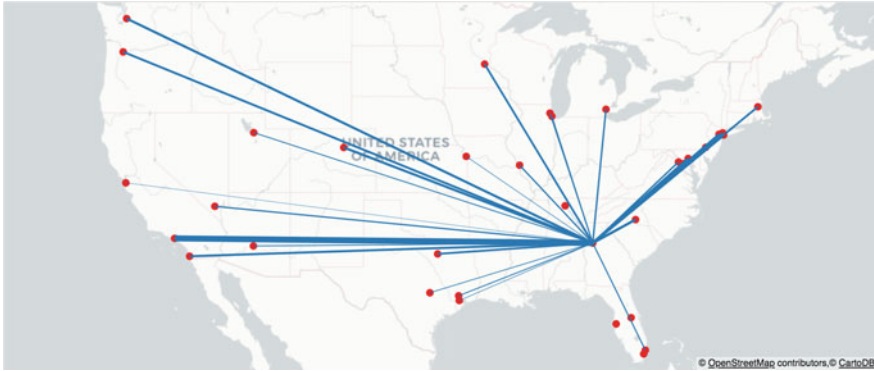 UNITED STATES
OF AMERICA
© OpenStreetMap contributors,© CartoDB